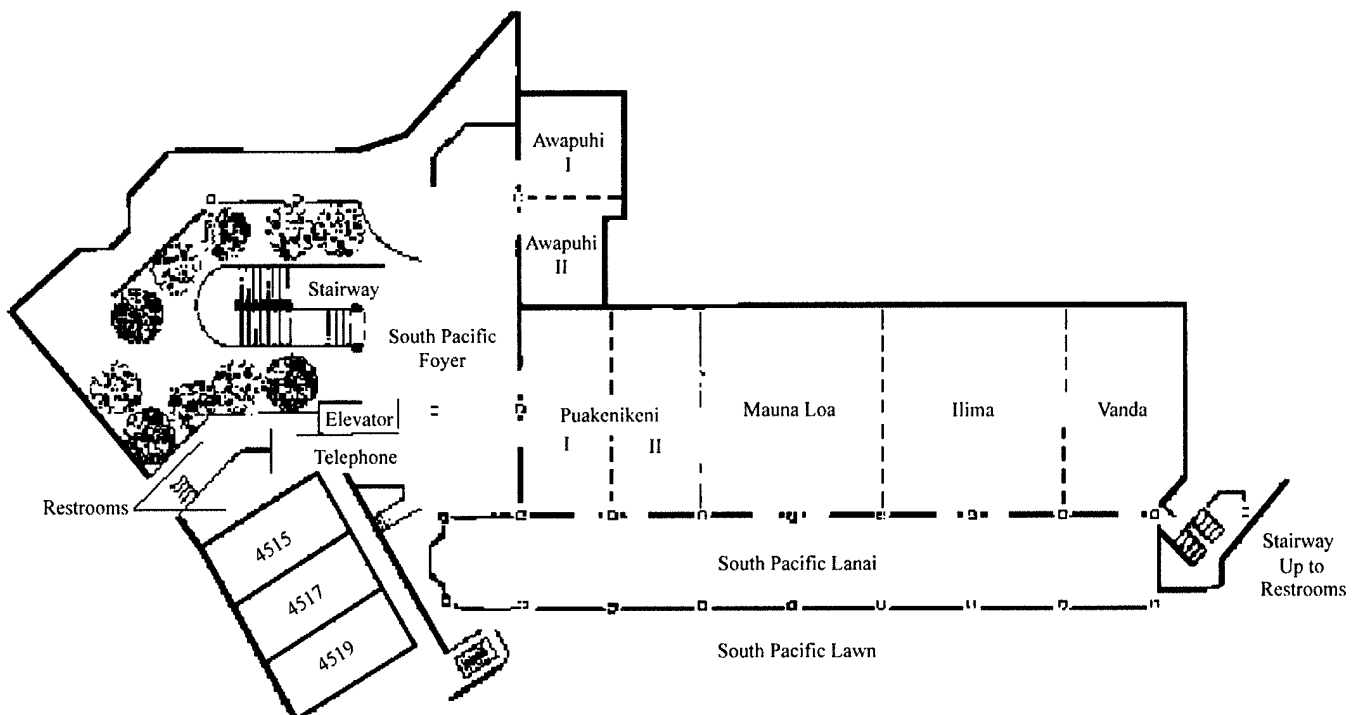 Awapuhi
I
Awapuhi
II
Stairway
South Pacific
Foyer
Elevator
Telephone
Restrooms
Puakenikeni
I
II
Mauna Loa
Ilima
Vanda
4515
4517
4519
South Pacific Lanai
South Pacific Lawn
Stairway
Up to
Restrooms